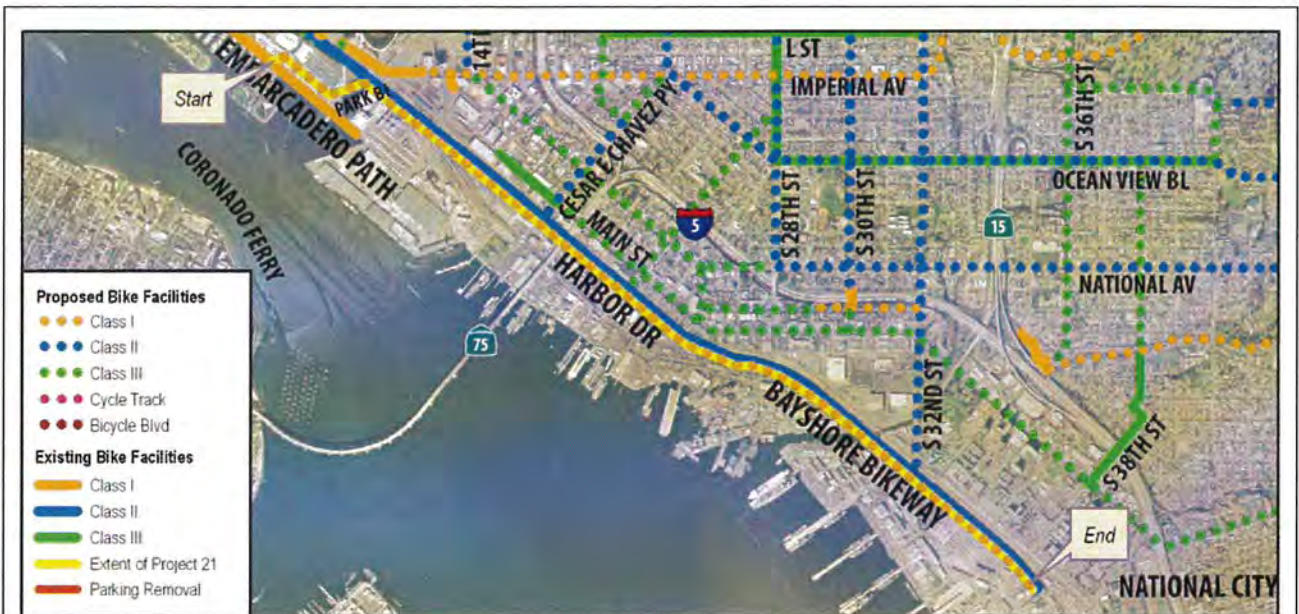 Start
EMBARCADERO PATH
PARK B
14TH
L ST
IMPERIAL AV
S 36TH ST
CESAR E CHAVEZ PY
CORONADO FERRY
MAIN ST
5
S 28TH ST
S 30TH ST
OCEAN VIEW BL
15
NATIONAL AV
HARBOR DR
75
BAYSHORE BIKEWAY
S 32ND ST
S 38TH ST
End
NATIONAL CITY
Proposed Bike Facilities
Class I
Class II
Class III
Cycle Track
Bicycle Blvd
Existing Bike Facilities
Class I
Class II
Class III
Extent of Project 21
Parking Removal